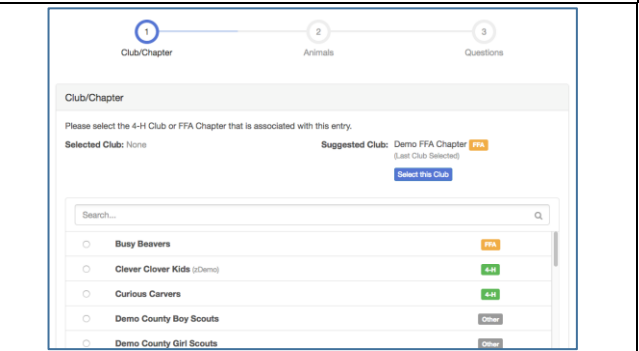 1 2 3
Club/Chapter Animals Questions
Club/Chapter
Please select the 4-H Club or FFA Chapter that is associated with this entry.
Selected Club: None Suggested Club: Demo FFA Chapter FFA
(Last Club Selected)
Select this Club
Search...
Busy Beavers FFA
Clever Clover Kids (zDemo) 4-H
Curious Carvers 4-H
Demo County Boy Scouts Other
Demo County Girl Scouts Other